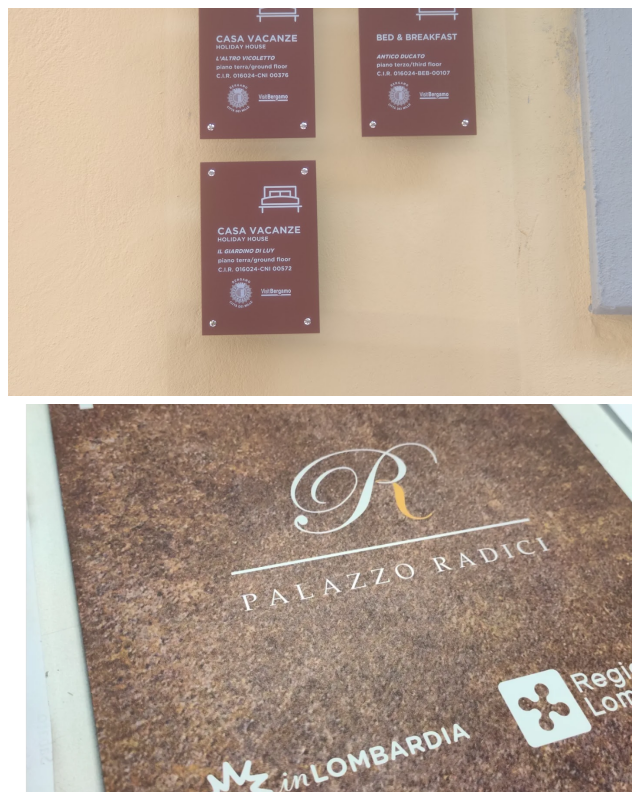 CASA VACANZE
HOLIDAY HOUSE
L'ALTRO VICOLETTO
piano terra/ground floor
C.I.R. 016024-CNI 00376
VisitBergamo
BED & BREAKFAST
ANTICO DUCATO
piano terzo/third floor
C.I.R. 016024-BEB-00107
VisitBergamo
CASA VACANZE
HOLIDAY HOUSE
IL GIARDINO DI LUY
piano terra/ground floor
C.I.R. 016024-CNI 00572
VisitBergamo
R
PALAZZO RADICI
inLOMBARDIA
Regio
Lom